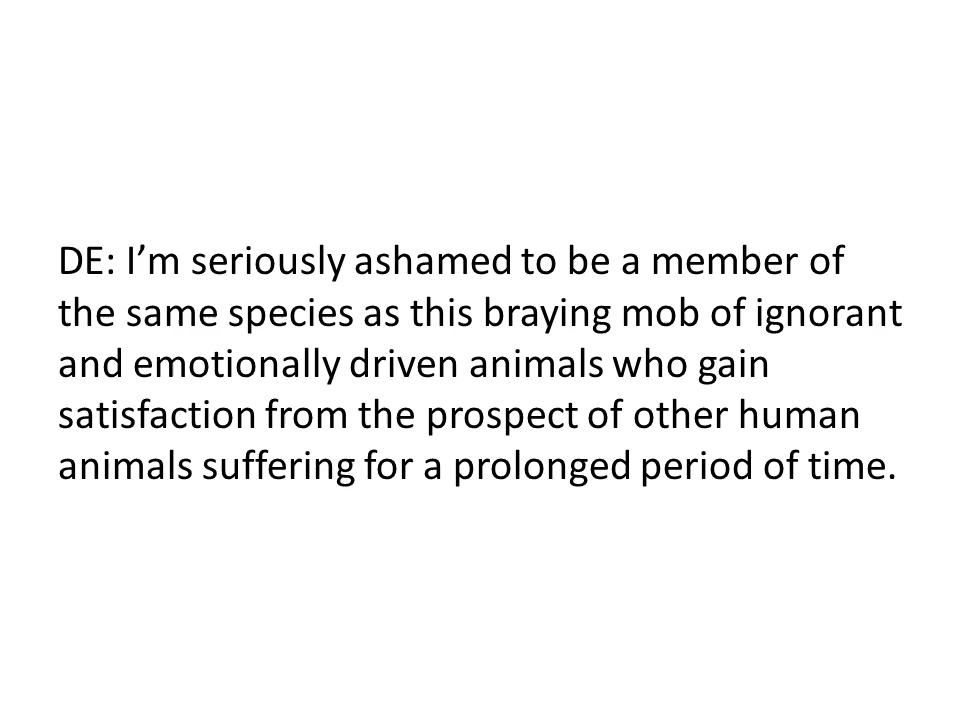 DE: I’m seriously ashamed to be a member of
the same species as this braying mob of ignorant
and emotionally driven animals who gain
satisfaction from the prospect of other human
animals suffering for a prolonged period of time.